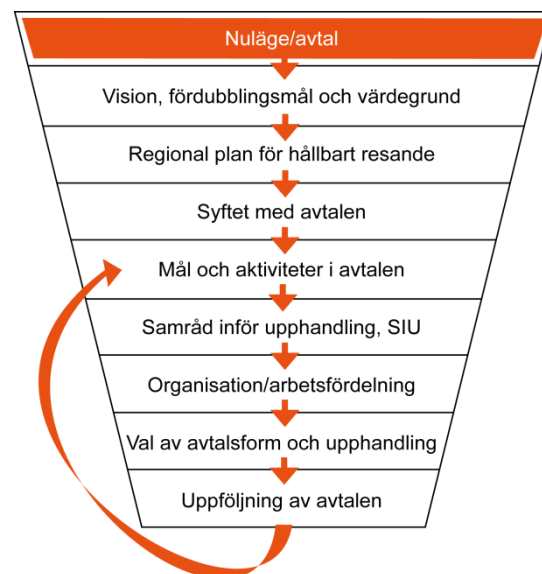 Nuläge/avtal
Vision, fördubblingsmål och värdegrund
Regional plan för hållbart resande
Syftet med avtalen
Mål och aktiviteter i avtalen
Samråd inför upphandling, SIU
Organisation/arbetsfördelning
Val av avtalsform och upphandling
Uppföljning av avtalen